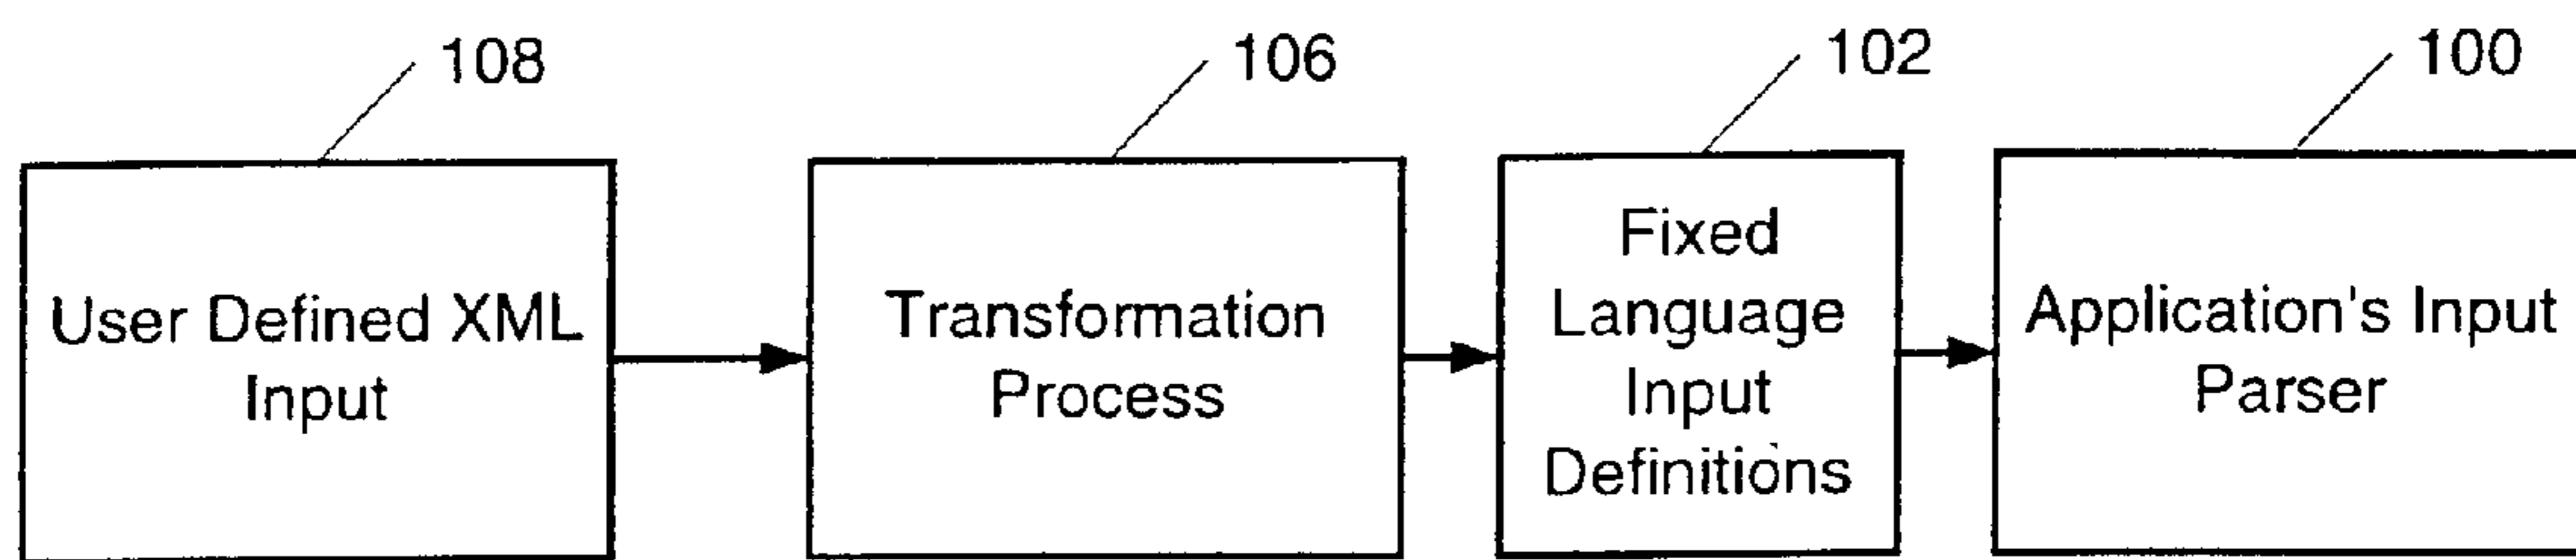 108
106
102
100
User Defined XML
Input
Transformation
Process
Fixed
Language
Input
Definitions
Application's Input
Parser